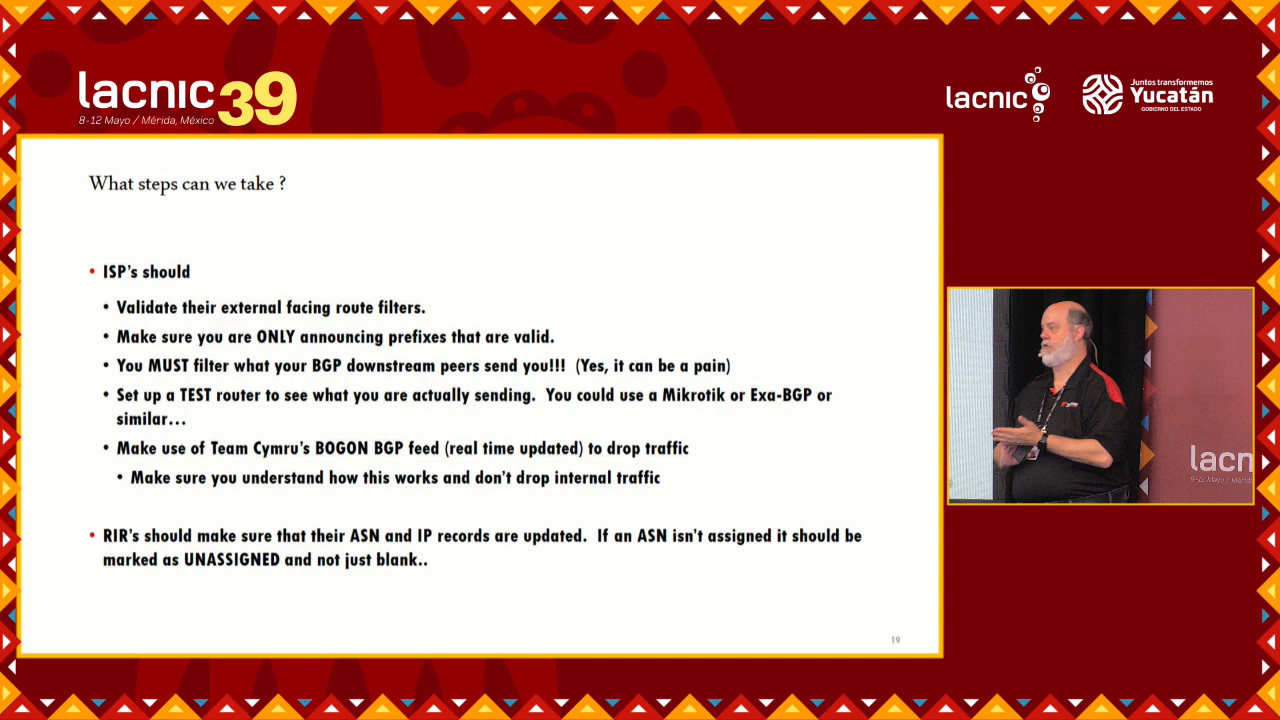 lacnic 39
8-12 Mayo / Mérida, México
lacnic
Juntos transformemos
Yucatán
GOBIERNO DEL ESTADO
What steps can we take ?
• ISP's should
• Validate their external facing route filters.
• Make sure you are ONLY announcing prefixes that are valid.
• You MUST filter what your BGP downstream peers send you!!! (Yes, it can be a pain)
• Set up a TEST router to see what you are actually sending. You could use a Mikrotik or Exa-BGP or
similar...
• Make use of Team Cymru's BOGON BGP feed (real time updated) to drop traffic
• Make sure you understand how this works and don't drop internal traffic
• RIR's should make sure that their ASN and IP records are updated. If an ASN isn't assigned it should be
marked as UNASSIGNED and not just blank..
19
lacn